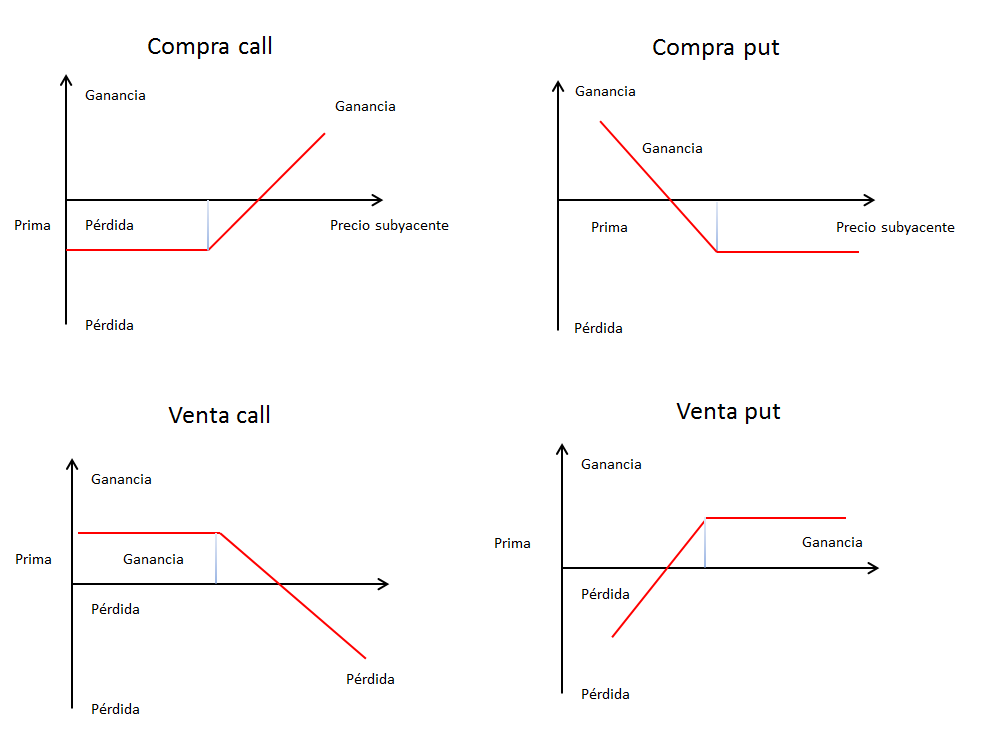 Compra call
Ganancia
Ganancia
Prima
Pérdida
Precio subyacente
Pérdida
Compra put
Ganancia
Ganancia
Prima
Precio subyacente
Pérdida
Venta call
Ganancia
Prima
Ganancia
Pérdida
Pérdida
Pérdida
Venta put
Ganancia
Prima
Ganancia
Pérdida
Pérdida